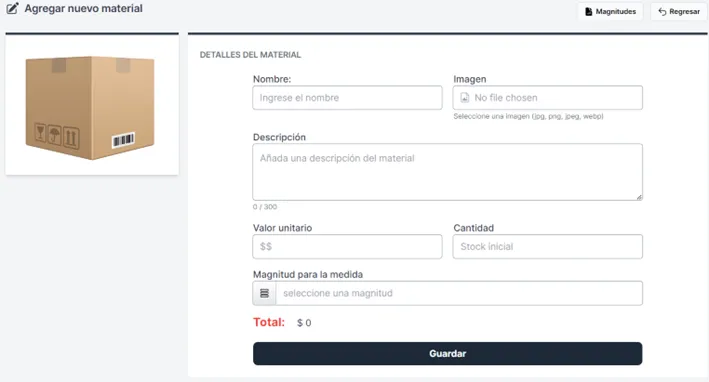 Agregar nuevo material
Magnitudes
Regresar
DETALLES DEL MATERIAL
Nombre:
Imagen
Ingrese el nombre
No file chosen
Seleccione una imagen (jpg, png, jpeg, webp)
Descripción
Añada una descripción del material
0 / 300
Valor unitario
Cantidad
$$
Stock inicial
Magnitud para la medida
seleccione una magnitud
Total: $ 0
Guardar